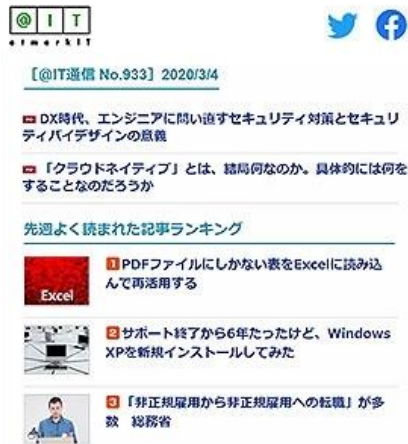 @ I T
atmarkIT
［@IT通信 No.933］2020/3/4
DX時代、エンジニアに問い直すセキュリティ対策とセキュリ
ティバイデザインの意義
「クラウドネイティブ」とは、結局何なのか。具体的には何を
することなのだろうか
先週よく読まれた記事ランキング
1 PDFファイルにしかない表をExcelに読み込
んで再活用する
Excel
2 サポート終了から6年たったけど、Windows
XPを新規インストールしてみた
3 「非正規雇用から非正規雇用への転職」が多
数　総務省